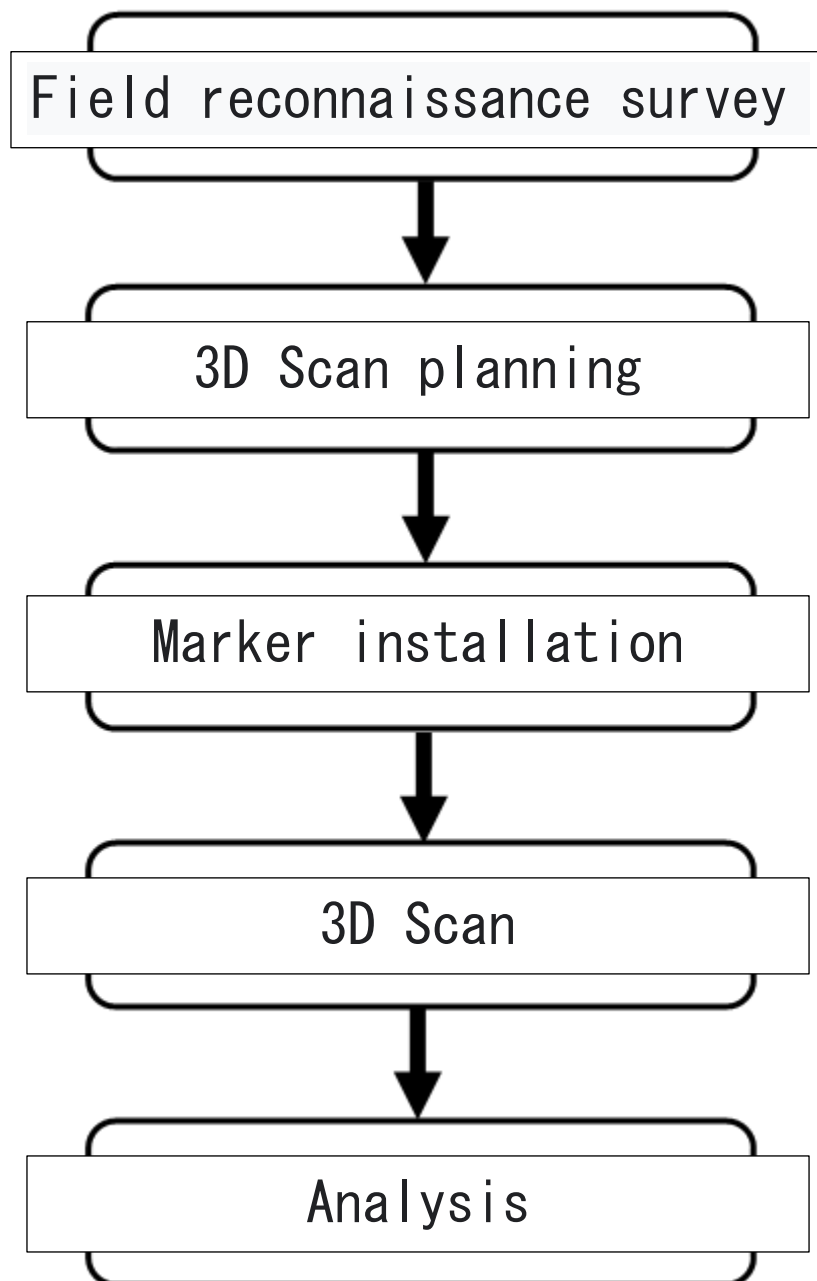 Field reconnaissance survey
3D Scan planning
Marker installation
3D Scan
Analysis